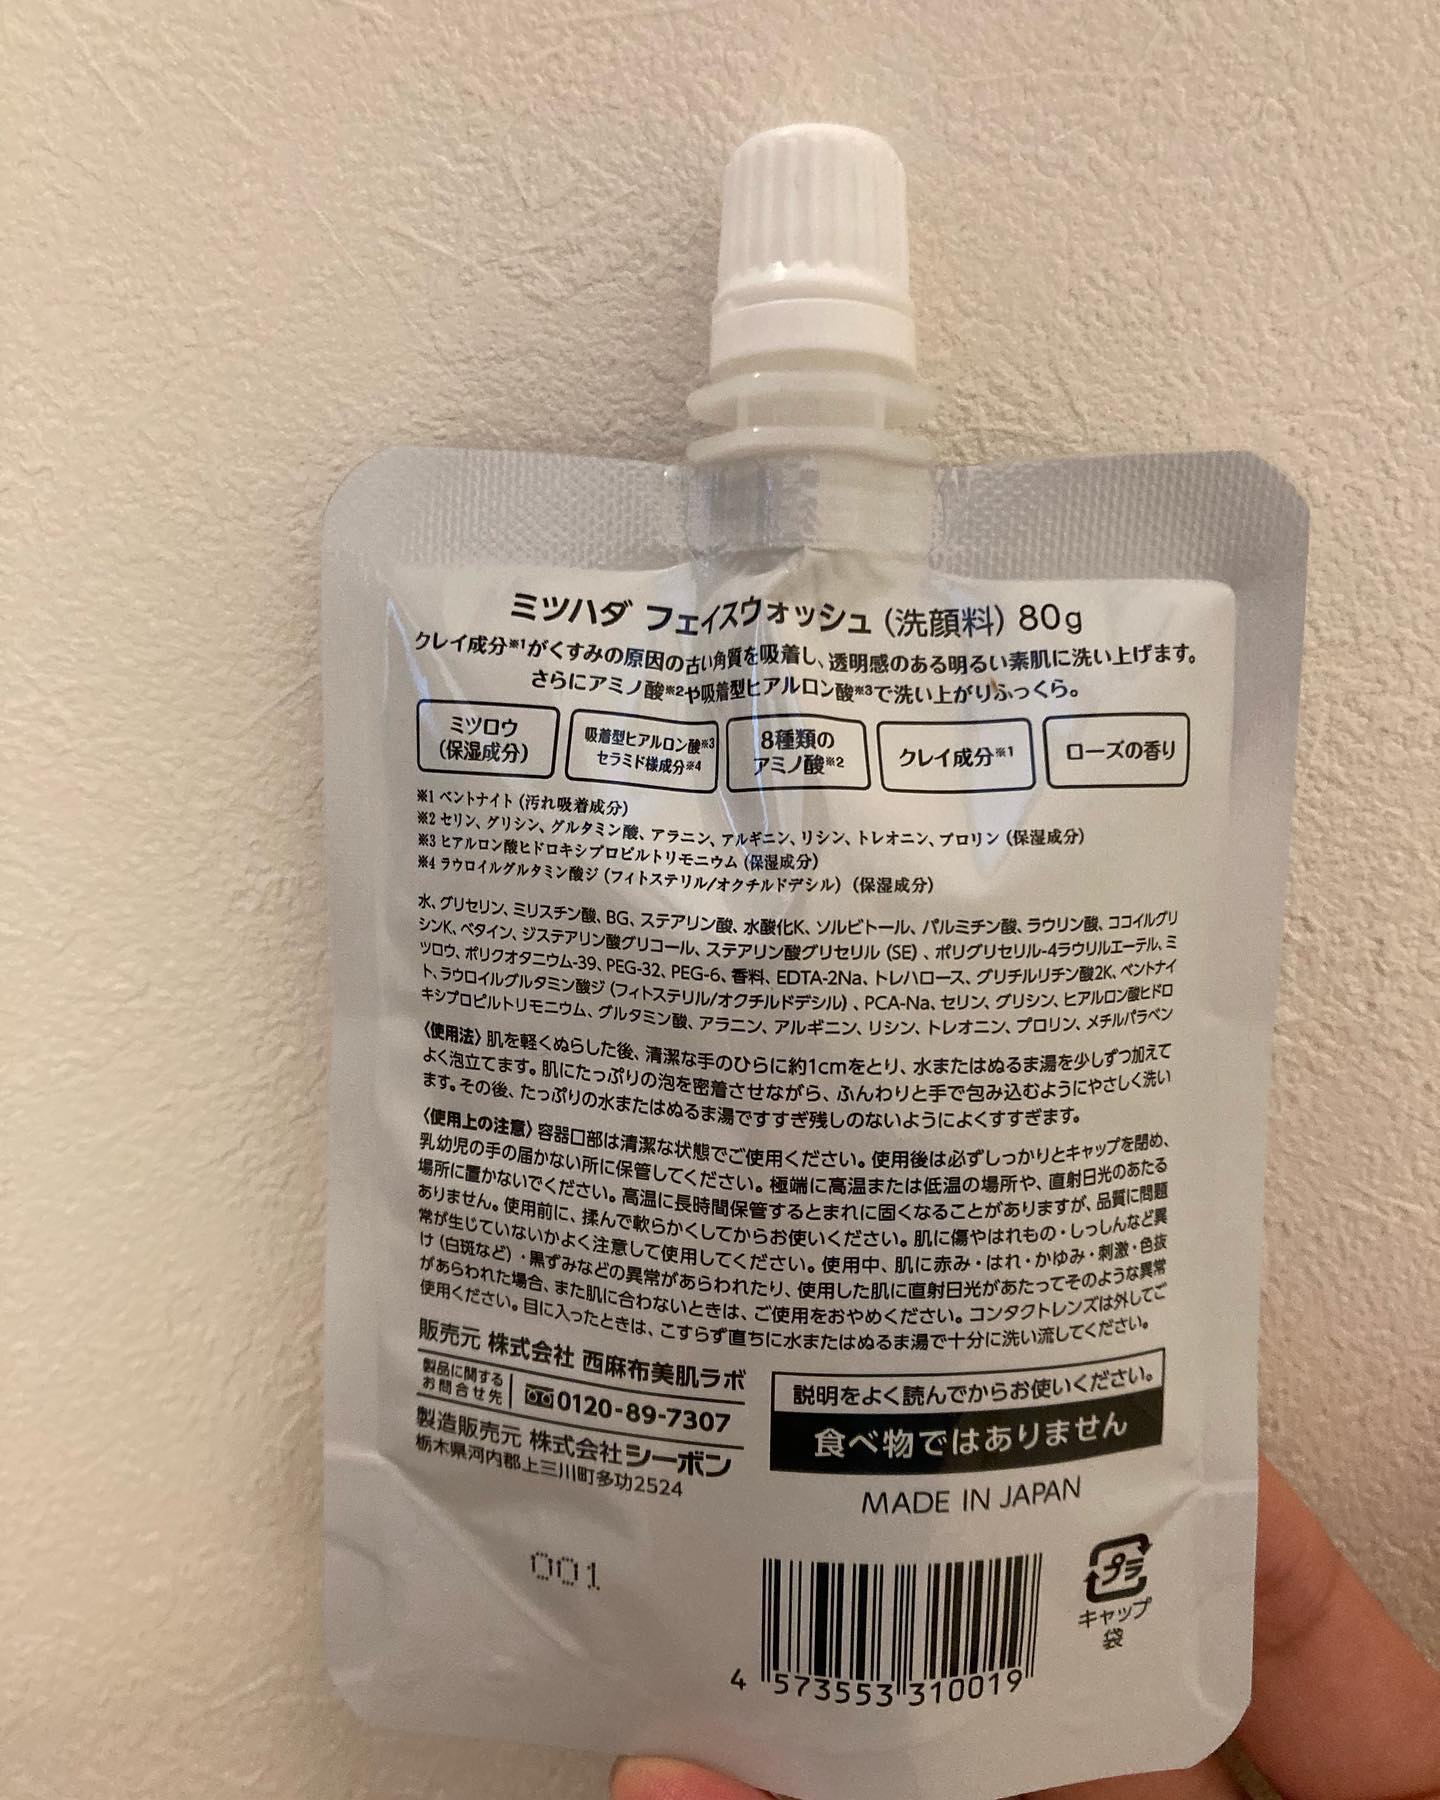 ミツハダ フェイスウォッシュ（洗顔料）80g
クレイ成分※1がくすみの原因の古い角質を吸着し、透明感のある明るい素肌に洗い上げます。
さらにアミノ酸※2や吸着型ヒアルロン酸※3で洗い上がりふっくら。
ミツロウ
（保湿成分）
吸着型ヒアルロン酸※3
セラミド様成分※4
8種類の
アミノ酸※2
クレイ成分※1
ローズの香り
※1 ベントナイト（汚れ吸着成分）
※2 セリン、グリシン、グルタミン酸、アラニン、アルギニン、リシン、トレオニン、プロリン（保湿成分）
※3 ヒアルロン酸ヒドロキシプロピルトリモニウム（保湿成分）
※4 ラウロイルグルタミン酸ジ（フィトステリル/オクチルドデシル）（保湿成分）
水、グリセリン、ミリスチン酸、BG、ステアリン酸、水酸化K、ソルビトール、パルミチン酸、ラウリン酸、ココイルグリ
シンK、ベタイン、ジステアリン酸グリコール、ステアリン酸グリセリル（SE）、ポリグリセリル-4ラウリルエーテル、ミ
ツロウ、ポリクオタニウム-39、PEG-32、PEG-6、香料、EDTA-2Na、トレハロース、グリチルリチン酸2K、ベントナイ
ト、ラウロイルグルタミン酸ジ（フィトステリル/オクチルドデシル）、PCA-Na、セリン、グリシン、ヒアルロン酸ヒドロ
キシプロピルトリモニウム、グルタミン酸、アラニン、アルギニン、リシン、トレオニン、プロリン、メチルパラベン
〈使用法〉肌を軽くぬらした後、清潔な手のひらに約1cmをとり、水またはぬるま湯を少しずつ加えて
よく泡立てます。肌にたっぷりの泡を密着させながら、ふんわりと手で包み込むようにやさしく洗い
ます。その後、たっぷりの水またはぬるま湯ですすぎ残しのないようによくすすぎます。
〈使用上の注意〉容器口部は清潔な状態でご使用ください。使用後は必ずしっかりとキャップを閉め、
乳幼児の手の届かない所に保管してください。極端に高温または低温の場所や、直射日光のあたる
場所に置かないでください。高温に長時間保管するとまれに固くなることがありますが、品質に問題
ありません。使用前に、揉んで軟らかくしてからお使いください。肌に傷やはれもの・しっしんなど異
常が生じていないかよく注意して使用してください。使用中、肌に赤み・はれ・かゆみ・刺激・色抜
け（白斑など）・黒ずみなどの異常があらわれたり、使用した肌に直射日光があたってそのような異常
があらわれた場合、また肌に合わないときは、ご使用をおやめください。コンタクトレンズは外してご
使用ください。目に入ったときは、こすらず直ちに水またはぬるま湯で十分に洗い流してください。
販売元 株式会社 西麻布美肌ラボ
製品に関する
お問合せ先
0120-89-7307
製造販売元 株式会社シーボン
栃木県河内郡上三川町多功2524
説明をよく読んでからお使いください。
食べ物ではありません
MADE IN JAPAN
001
プラ
キャップ
袋
4 573553 310019